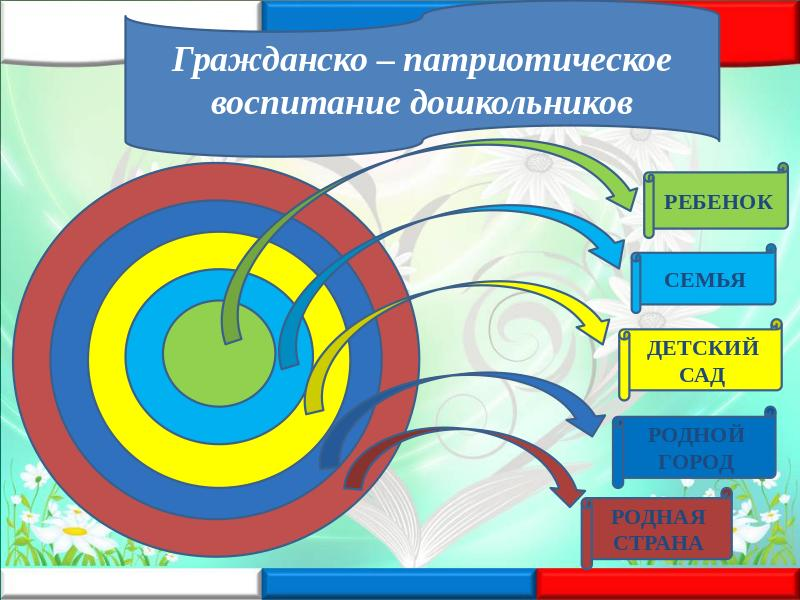 Гражданско – патриотическое
воспитание дошкольников
РЕБЕНОК
СЕМЬЯ
ДЕТСКИЙ
САД
РОДНОЙ
ГОРОД
РОДНАЯ
СТРАНА